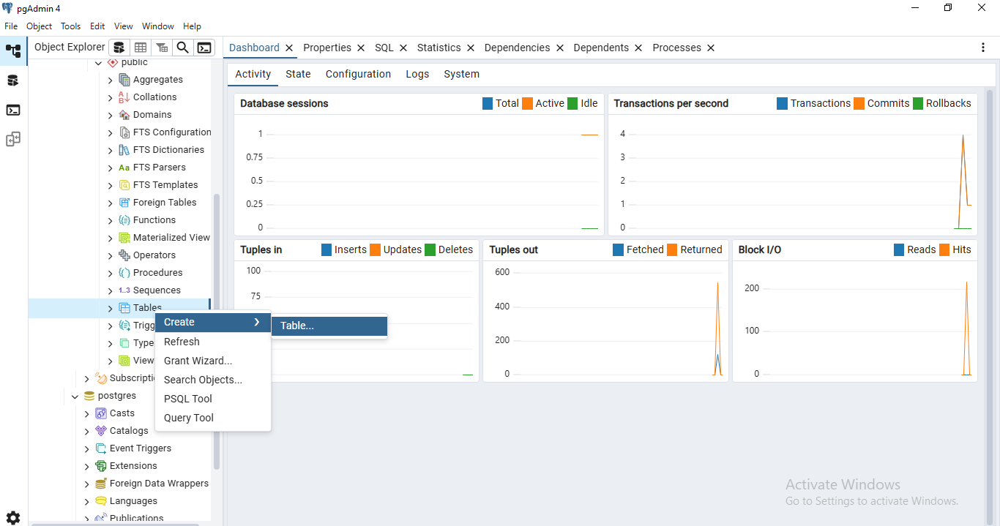 pgAdmin 4
File Object Tools Edit View Window Help
Object Explorer
Dashboard Properties SQL Statistics Dependencies Dependents Processes
public
Aggregates
Collations
Domains
FTS Configuration
FTS Dictionaries
Aa FTS Parsers
FTS Templates
Foreign Tables
Functions
Materialized View
Operators
Procedures
1..3 Sequences
Tables
Trigg
Type
View
Subscripti
postgres
Casts
Catalogs
Event Triggers
Extensions
Foreign Data Wrappers
Languages
Publications
Create
Refresh
Grant Wizard...
Search Objects...
PSQL Tool
Query Tool
Table...
Activity State Configuration Logs System
Database sessions Total Active Idle
1
0.75
0.5
0.25
0
Transactions per second Transactions Commits Rollbacks
4
3
2
1
0
Tuples in Inserts Updates Deletes
100
75
Tuples out Fetched Returned
600
400
200
0
Block I/O Reads Hits
200
100
0
Activate Windows
Go to Settings to activate Windows.